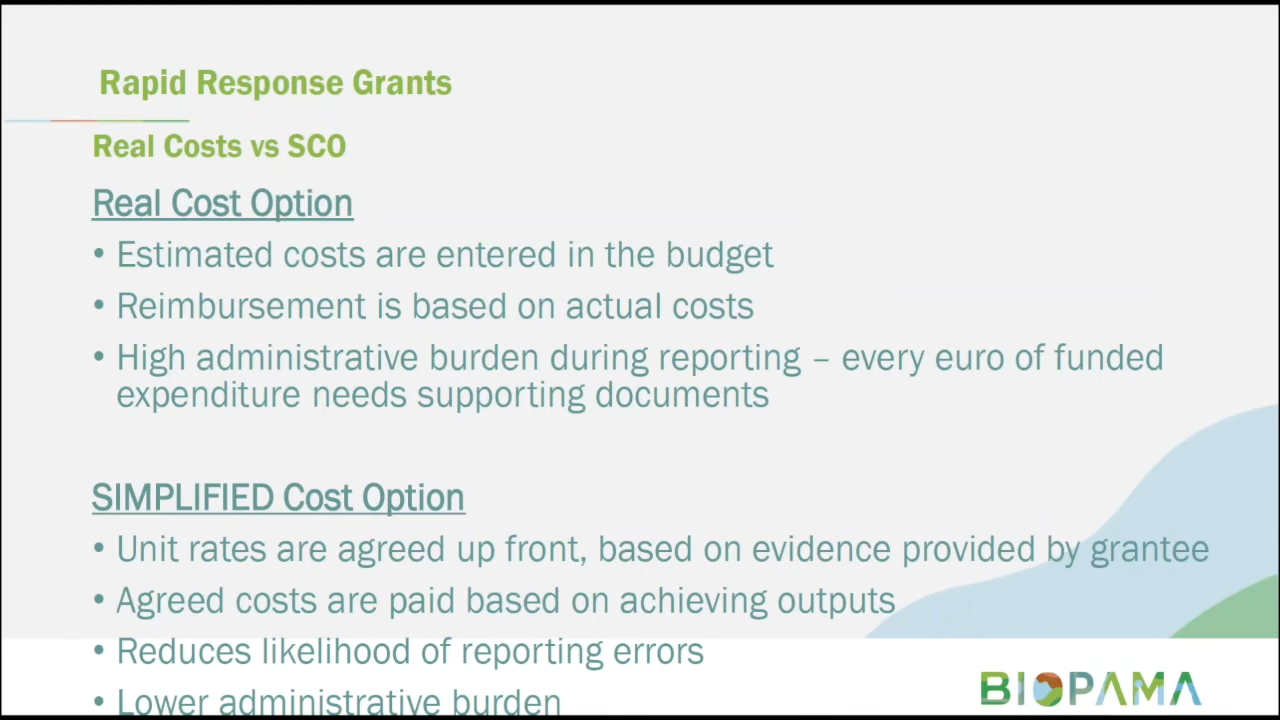 Rapid Response Grants
Real Costs vs SCO
Real Cost Option
• Estimated costs are entered in the budget
• Reimbursement is based on actual costs
• High administrative burden during reporting – every euro of funded
expenditure needs supporting documents
SIMPLIFIED Cost Option
• Unit rates are agreed up front, based on evidence provided by grantee
• Agreed costs are paid based on achieving outputs
• Reduces likelihood of reporting errors
• Lower administrative burden
BIOPAMA